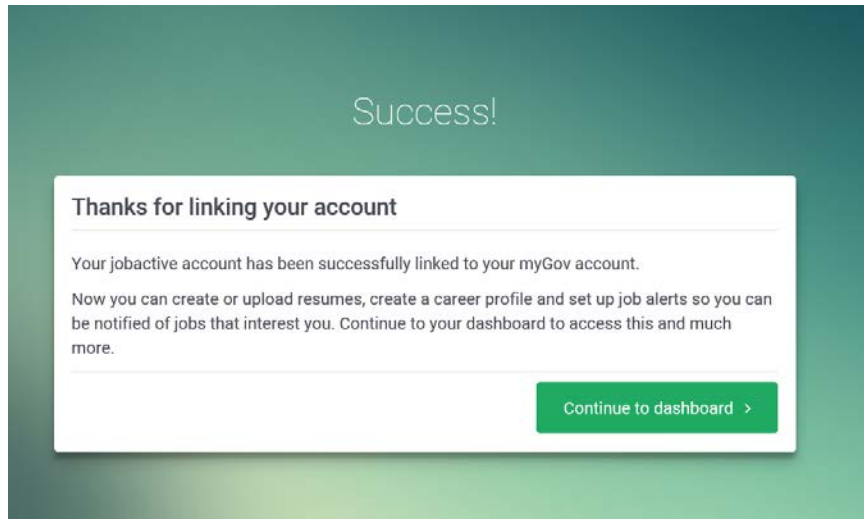 Success!
Thanks for linking your account
Your jobactive account has been successfully linked to your myGov account.
Now you can create or upload resumes, create a career profile and set up job alerts so you can
be notified of jobs that interest you. Continue to your dashboard to access this and much
more.
Continue to dashboard >